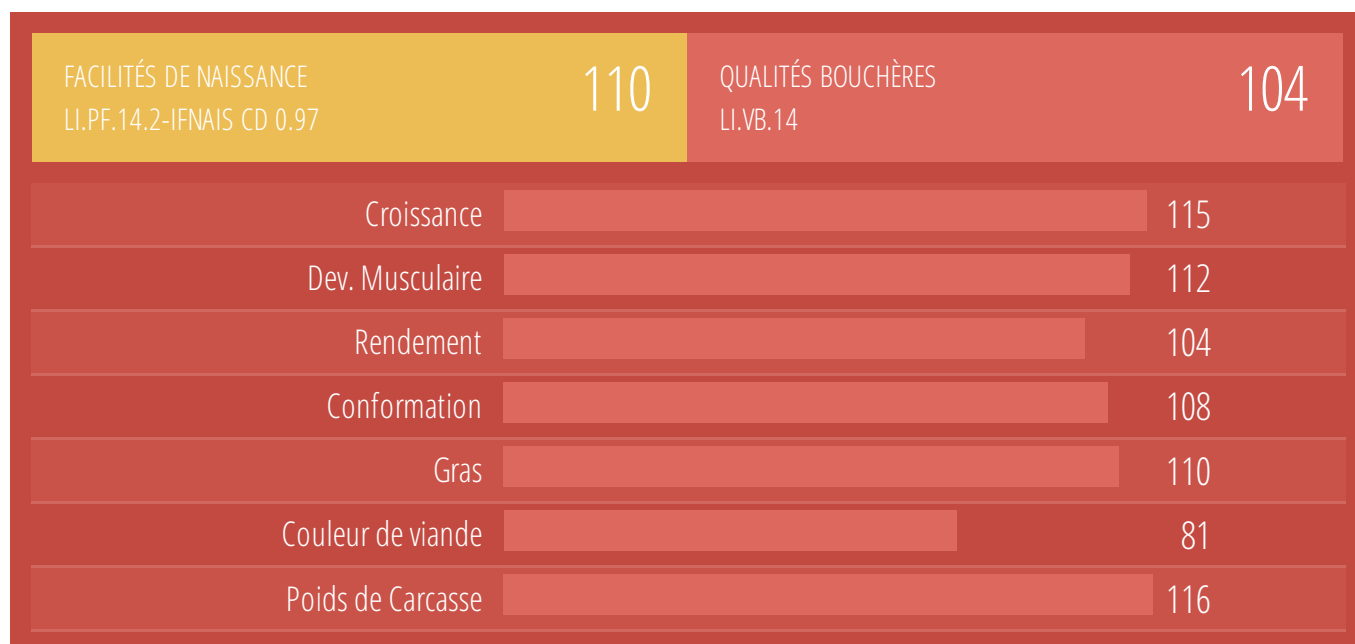 FACILITÉS DE NAISSANCE
LI.PF.14.2-IFNAIS CD 0.97
110
QUALITÉS BOUCHÈRES
LI.VB.14
104
Croissance 115
Dev. Musculaire 112
Rendement 104
Conformation 108
Gras 110
Couleur de viande 81
Poids de Carcasse 116